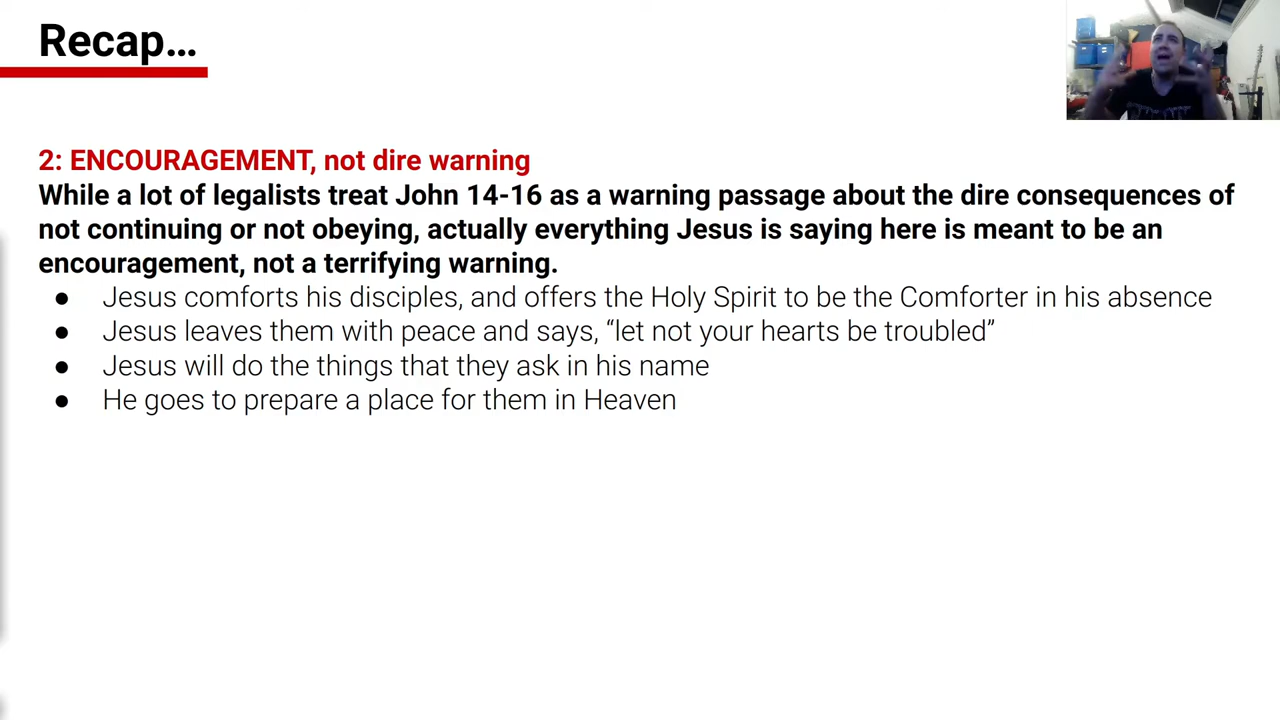 Recap…
2: ENCOURAGEMENT, not dire warning
While a lot of legalists treat John 14-16 as a warning passage about the dire consequences of
not continuing or not obeying, actually everything Jesus is saying here is meant to be an
encouragement, not a terrifying warning.
● Jesus comforts his disciples, and offers the Holy Spirit to be the Comforter in his absence
● Jesus leaves them with peace and says, “let not your hearts be troubled”
● Jesus will do the things that they ask in his name
● He goes to prepare a place for them in Heaven